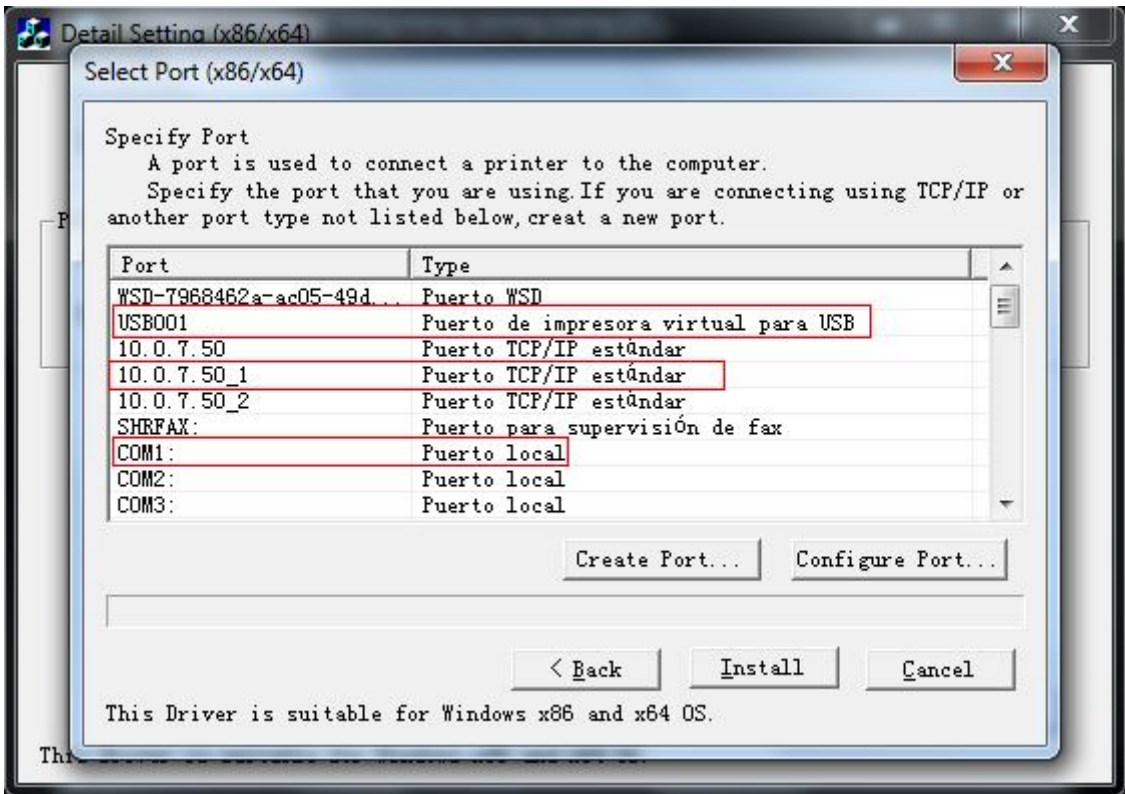 Detail Setting (x86/x64)
X
Select Port (x86/x64)
X
Specify Port
A port is used to connect a printer to the computer.
Specify the port that you are using.If you are connecting using TCP/IP or
another port type not listed below,creat a new port.
P
Port Type
WSD-7968462a-ac05-49d... Puerto WSD
USB001 Puerto de impresora virtual para USB
10.0.7.50 Puerto TCP/IP estándar
10.0.7.50_1 Puerto TCP/IP estándar
10.0.7.50_2 Puerto TCP/IP estándar
SHRFAX: Puerto para supervisión de fax
COM1: Puerto local
COM2: Puerto local
COM3: Puerto local
Create Port... Configure Port...
< Back Install Cancel
This Driver is suitable for Windows x86 and x64 OS.